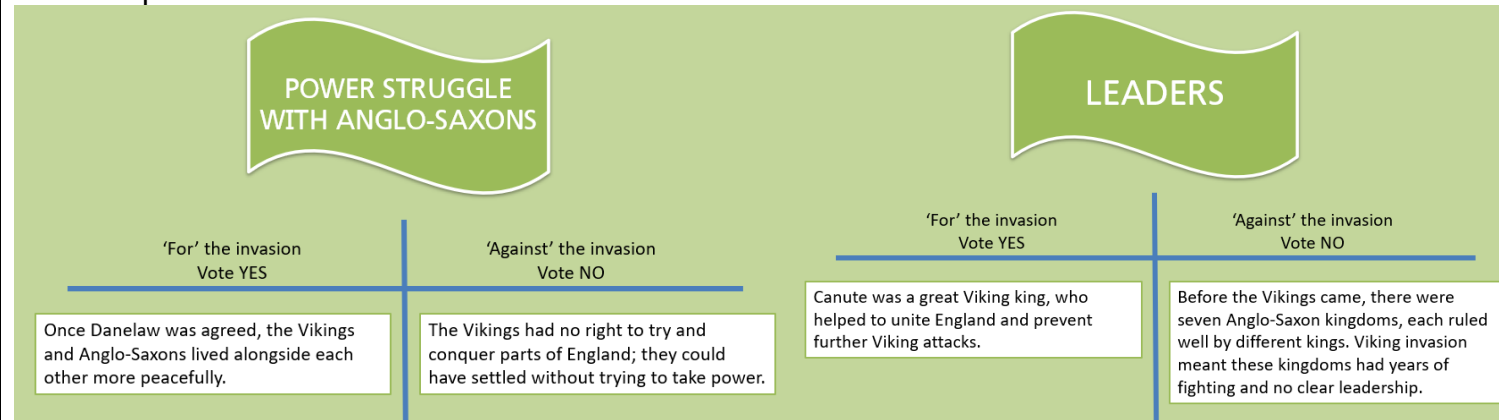 POWER STRUGGLE
WITH ANGLO-SAXONS
‘For’ the invasion
Vote YES
‘Against’ the invasion
Vote NO
Once Danelaw was agreed, the Vikings
and Anglo-Saxons lived alongside each
other more peacefully.
The Vikings had no right to try and
conquer parts of England; they could
have settled without trying to take power.
LEADERS
‘For’ the invasion
Vote YES
‘Against’ the invasion
Vote NO
Canute was a great Viking king, who
helped to unite England and prevent
further Viking attacks.
Before the Vikings came, there were
seven Anglo-Saxon kingdoms, each ruled
well by different kings. Viking invasion
meant these kingdoms had years of
fighting and no clear leadership.